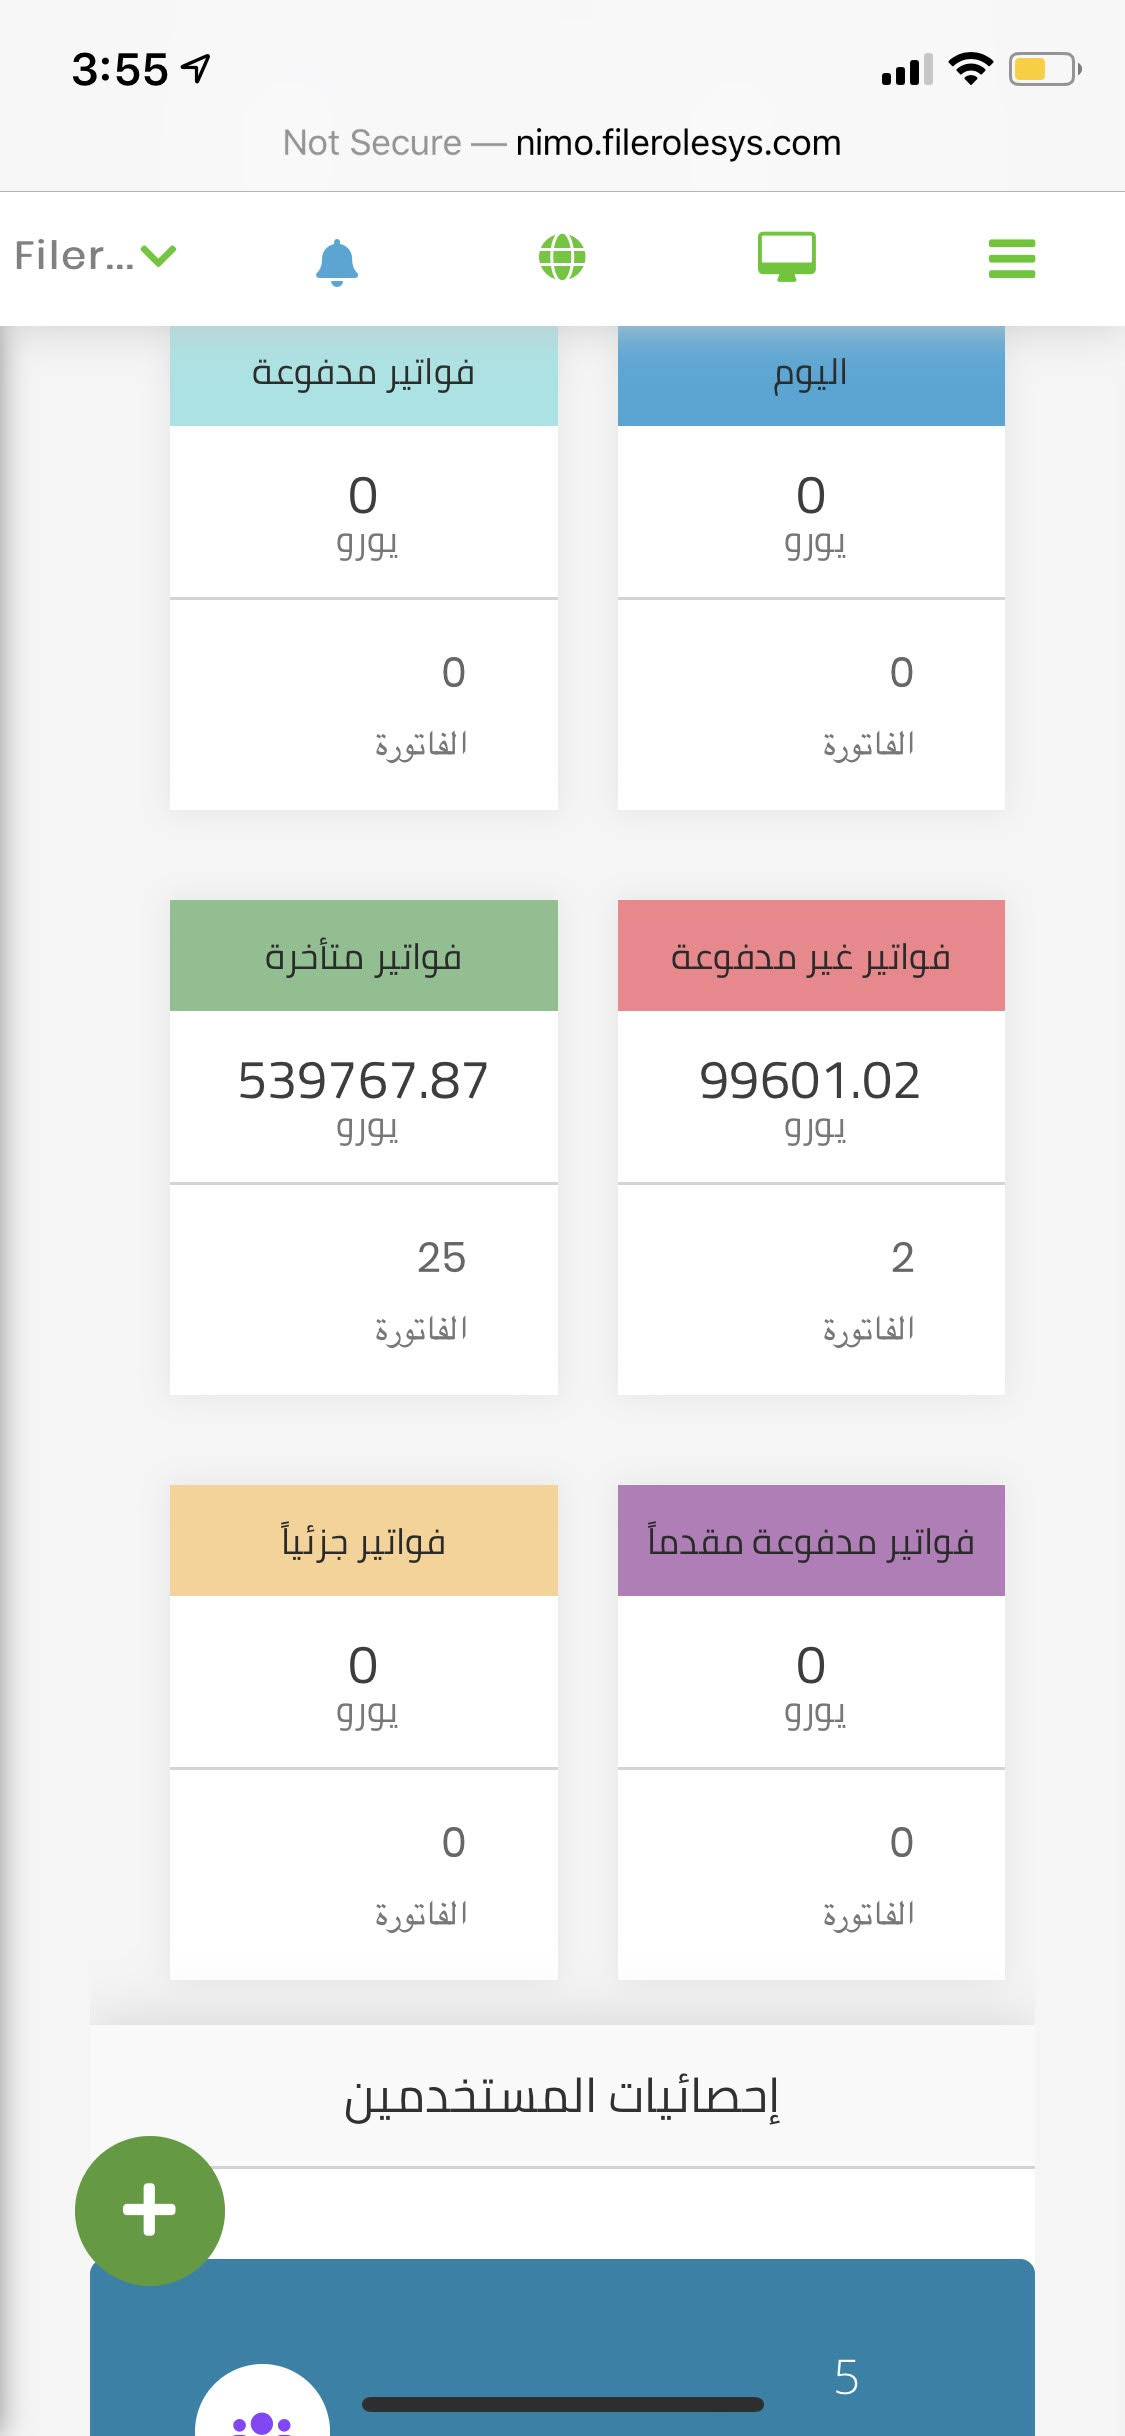 3:55
Not Secure — nimo.filerolesys.com
Filer...
اليوم
0
يورو
0
الفاتورة
فواتير مدفوعة
0
يورو
0
الفاتورة
فواتير غير مدفوعة
99601.02
يورو
2
الفاتورة
فواتير متأخرة
539767.87
يورو
25
الفاتورة
فواتير مدفوعة مقدماً
0
يورو
0
الفاتورة
فواتير جزئياً
0
يورو
0
الفاتورة
إحصائيات المستخدمين
5